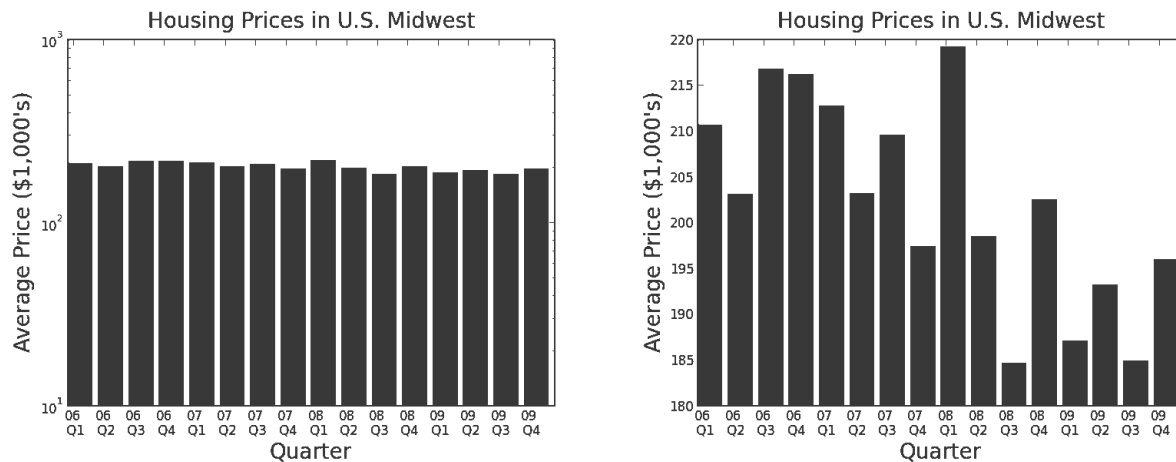 Housing Prices in U.S. Midwest
10³
10²
10¹
Average Price ($1,000's)
06 06 06 06 07 07 07 07 08 08 08 08 09 09 09 09
Q1 Q2 Q3 Q4 Q1 Q2 Q3 Q4 Q1 Q2 Q3 Q4 Q1 Q2 Q3 Q4
Quarter
Housing Prices in U.S. Midwest
220
215
210
205
200
195
190
185
180
Average Price ($1,000's)
06 06 06 06 07 07 07 07 08 08 08 08 09 09 09 09
Q1 Q2 Q3 Q4 Q1 Q2 Q3 Q4 Q1 Q2 Q3 Q4 Q1 Q2 Q3 Q4
Quarter